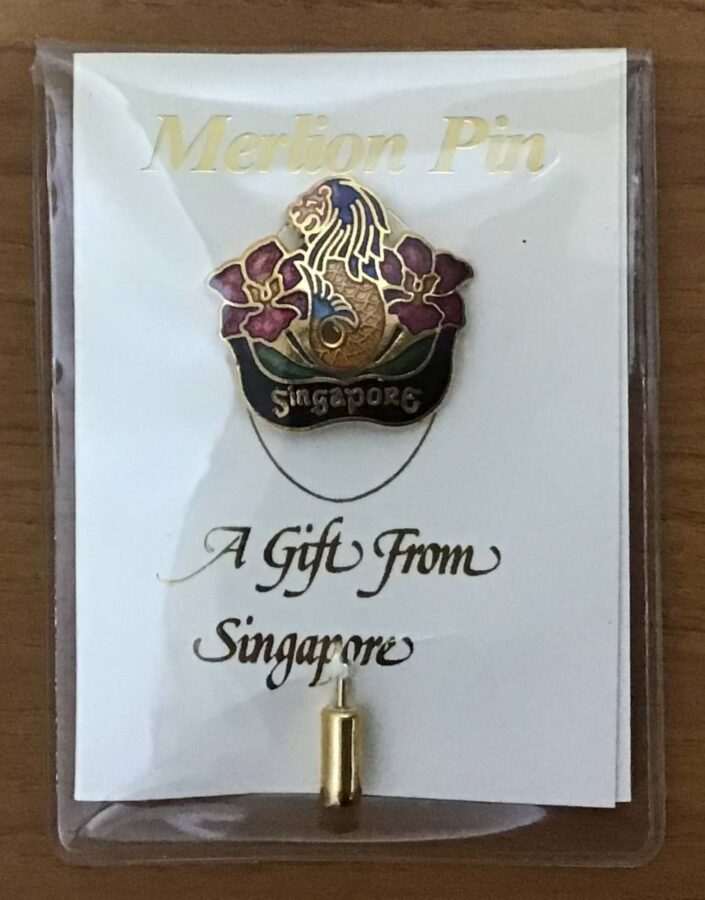 Merlion Pin
Singapore
A Gift From
Singapore